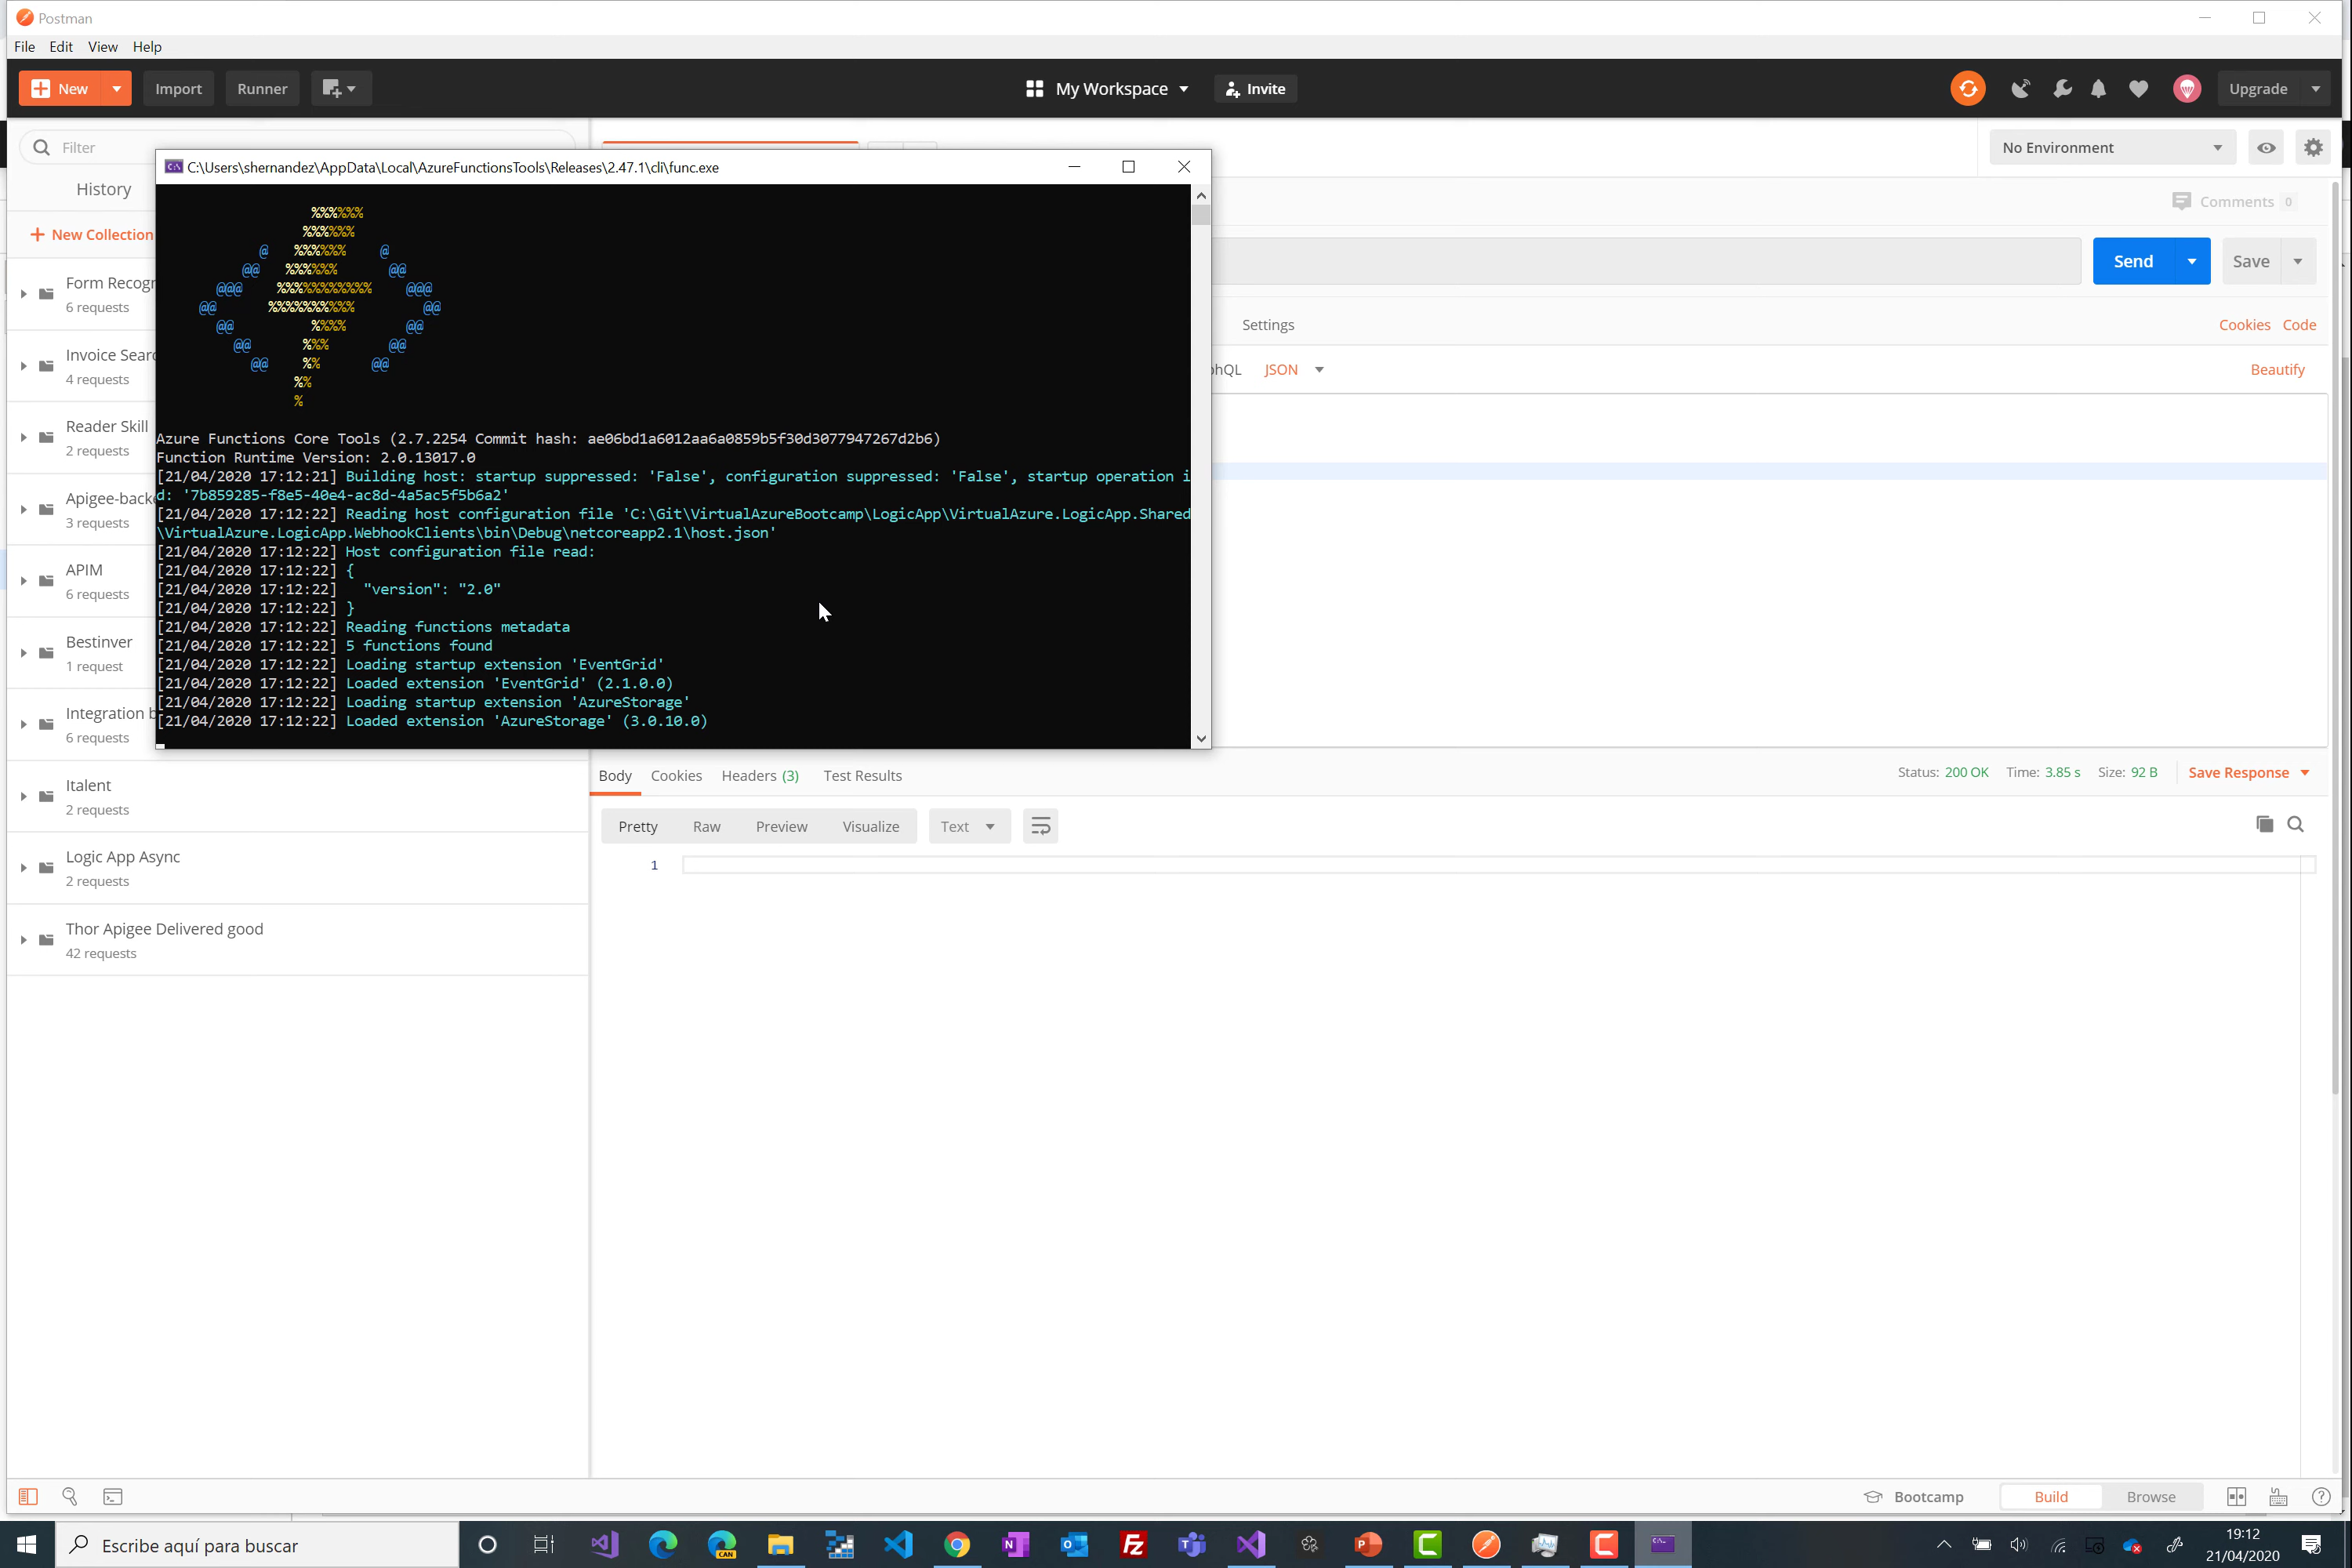 Postman
File Edit View Help
New Import Runner My Workspace Invite Upgrade
Filter
No Environment
C:\Users\shernandez\AppData\Local\AzureFunctionsTools\Releases\2.47.1\cli\func.exe
History
Comments 0
New Collection
Send Save
Form Recogr
6 requests
Settings
Cookies Code
Invoice Searc
4 requests
phQL JSON
Beautify
Reader Skill
2 requests
Apigee-backe
3 requests
APIM
6 requests
Bestinver
1 request
Integration b
6 requests
%%%%%%
%%%%%%
@ %%%%%% @
@@ %%%%%% @@
@@@ %%%%%%%%%%% @@@
@@ %%%%%%%%%% @@
@@ %%%% @@
@@ %%% @@
@@ %% @@
%%
%
Azure Functions Core Tools (2.7.2254 Commit hash: ae06bd1a6012aa6a0859b5f30d3077947267d2b6)
Function Runtime Version: 2.0.13017.0
[21/04/2020 17:12:21] Building host: startup suppressed: 'False', configuration suppressed: 'False', startup operation i
d: '7b859285-f8e5-40e4-ac8d-4a5ac5f5b6a2'
[21/04/2020 17:12:22] Reading host configuration file 'C:\Git\VirtualAzureBootcamp\LogicApp\VirtualAzure.LogicApp.Shared
\VirtualAzure.LogicApp.WebhookClients\bin\Debug\netcoreapp2.1\host.json'
[21/04/2020 17:12:22] Host configuration file read:
[21/04/2020 17:12:22] {
[21/04/2020 17:12:22]   "version": "2.0"
[21/04/2020 17:12:22] }
[21/04/2020 17:12:22] Reading functions metadata
[21/04/2020 17:12:22] 5 functions found
[21/04/2020 17:12:22] Loading startup extension 'EventGrid'
[21/04/2020 17:12:22] Loaded extension 'EventGrid' (2.1.0.0)
[21/04/2020 17:12:22] Loading startup extension 'AzureStorage'
[21/04/2020 17:12:22] Loaded extension 'AzureStorage' (3.0.10.0)
Italent
2 requests
Logic App Async
2 requests
Thor Apigee Delivered good
42 requests
Body Cookies Headers (3) Test Results
Status: 200 OK Time: 3.85 s Size: 92 B Save Response
Pretty Raw Preview Visualize Text
1
Bootcamp Build Browse
Escribe aquí para buscar
CAN
19:12
21/04/2020